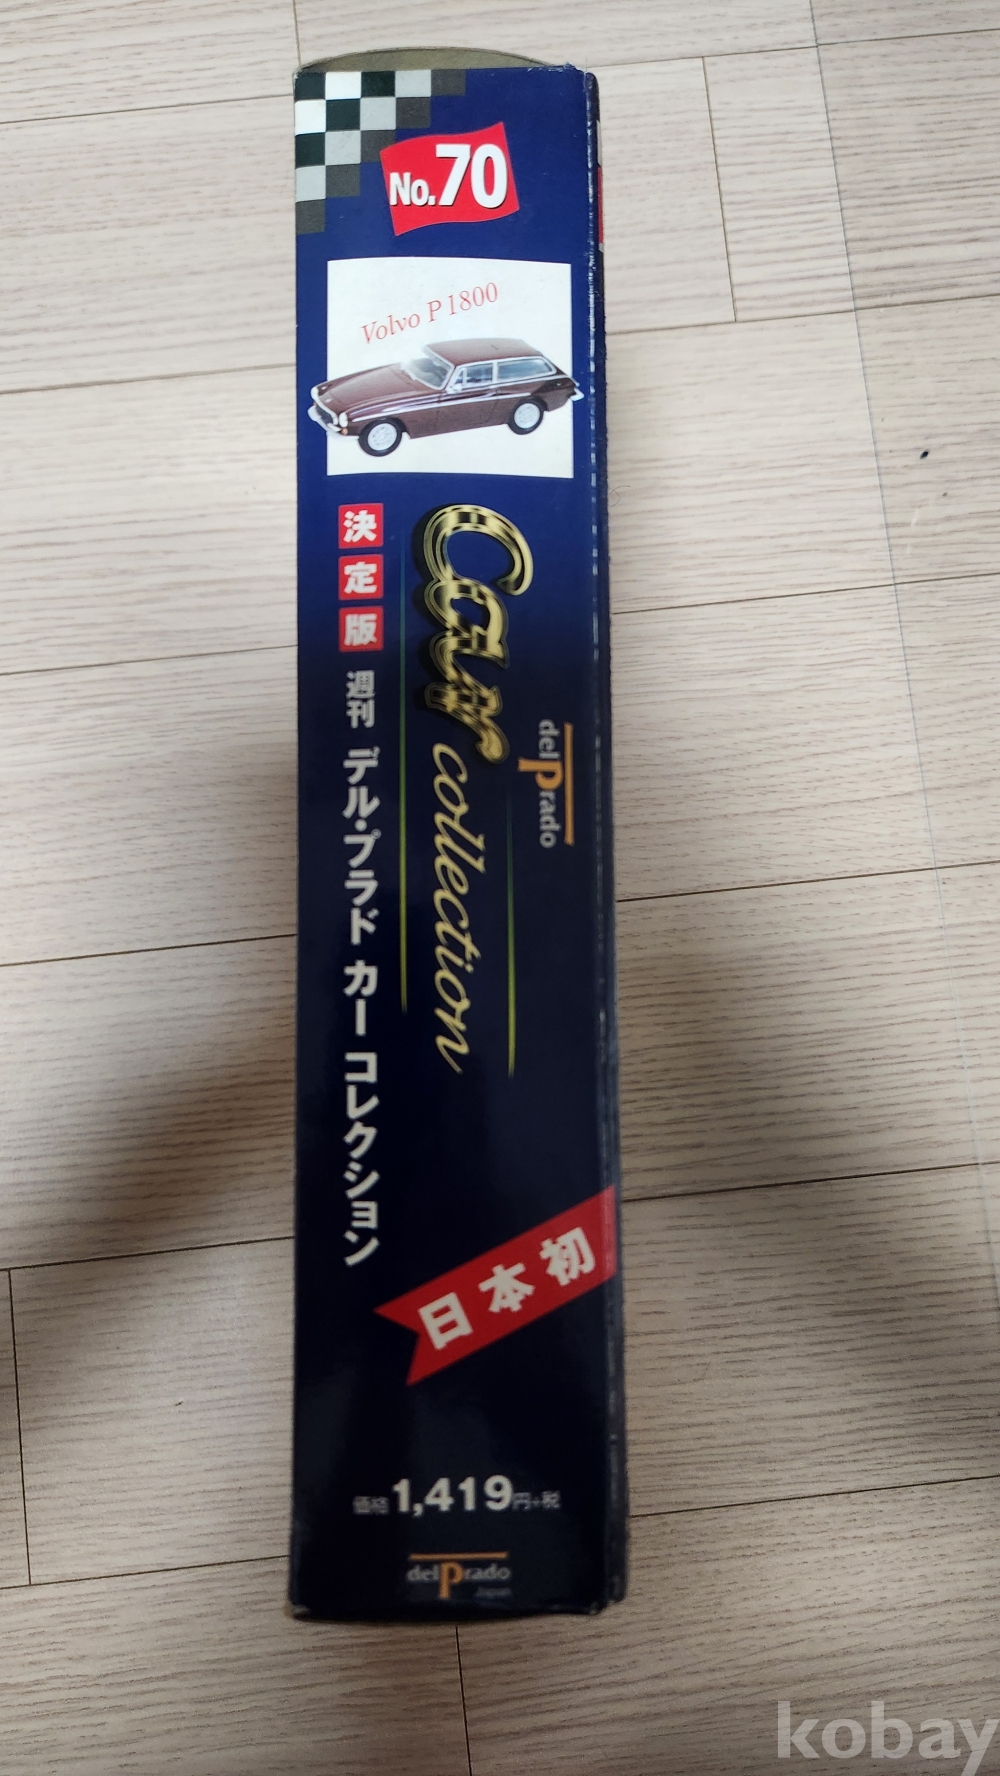 No.70
Volvo P1800
決定版
週刊 デル・プラド カー コレクション
Car collection
del Prado
日本初
価格1,419円+税
del Prado
Japan
kobay